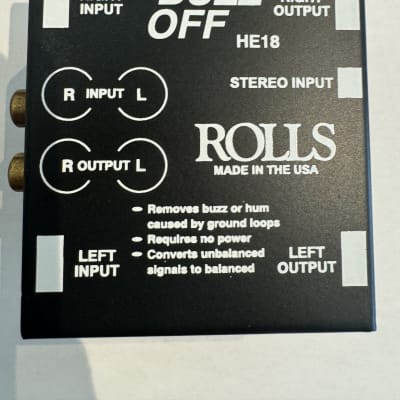 INPUT
BUZZ
OUTPUT
OFF
HE18
STEREO INPUT
R INPUT L
R OUTPUT L
ROLLS
MADE IN THE USA
- Removes buzz or hum
caused by ground loops
- Requires no power
- Converts unbalanced
signals to balanced
LEFT
INPUT
LEFT
OUTPUT